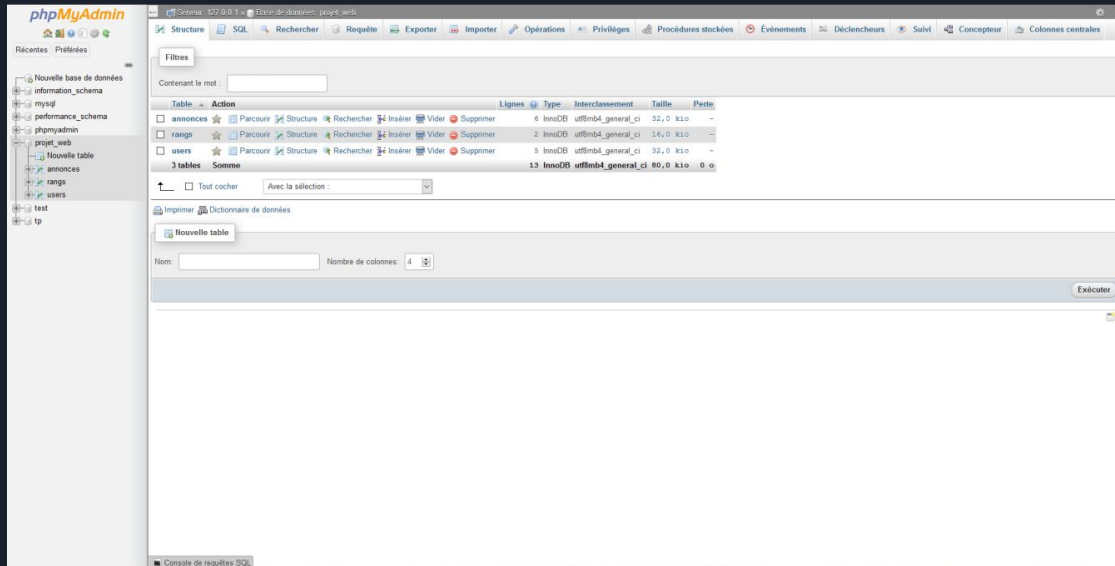 phpMyAdmin
Récentes Préférées
Nouvelle base de données
information_schema
mysql
performance_schema
phpmyadmin
projet_web
Nouvelle table
annonces
rangs
users
test
tp
Serveur: 127.0.0.1 » Base de données: projet_web
Structure SQL Rechercher Requête Exporter Importer Opérations Privilèges Procédures stockées Évènements Déclencheurs Suivi Concepteur Colonnes centrales
Filtres
Contenant le mot :
Table Action Lignes Type Interclassement Taille Perte
annonces Parcourir Structure Rechercher Insérer Vider Supprimer 6 InnoDB utf8mb4_general_ci 32,0 kio -
rangs Parcourir Structure Rechercher Insérer Vider Supprimer 2 InnoDB utf8mb4_general_ci 16,0 kio -
users Parcourir Structure Rechercher Insérer Vider Supprimer 5 InnoDB utf8mb4_general_ci 32,0 kio -
3 tables Somme 13 InnoDB utf8mb4_general_ci 80,0 kio 0 o
Tout cocher Avec la sélection :
Imprimer Dictionnaire de données
Nouvelle table
Nom: Nombre de colonnes: 4
Exécuter
Console de requêtes SQL